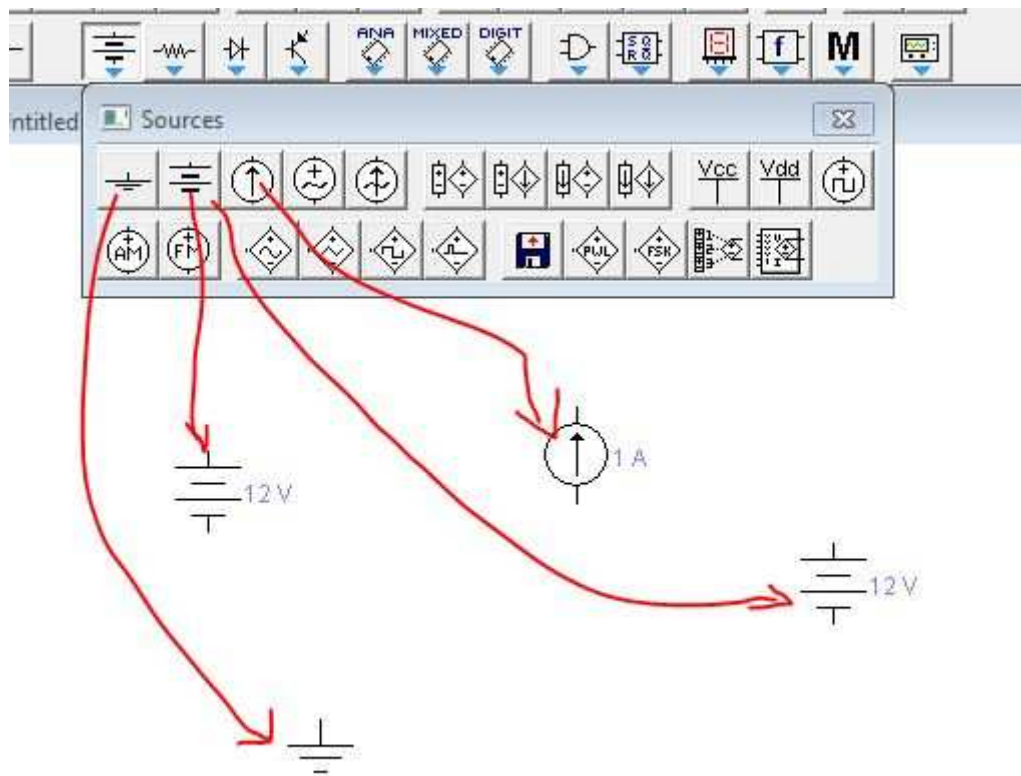 ANA MIXED DIGIT
S Q
R Q
f M
ntitled
Sources
Vcc Vdd
AM FM PWL FSK
1 A
12 V
12 V